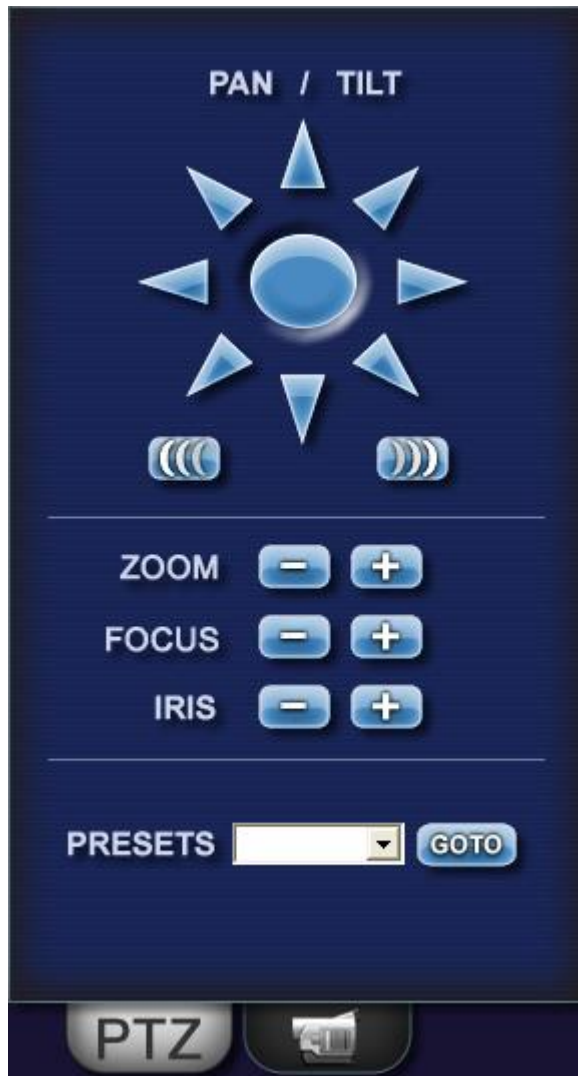 PAN / TILT
ZOOM - +
FOCUS - +
IRIS - +
PRESETS GOTO
PTZ